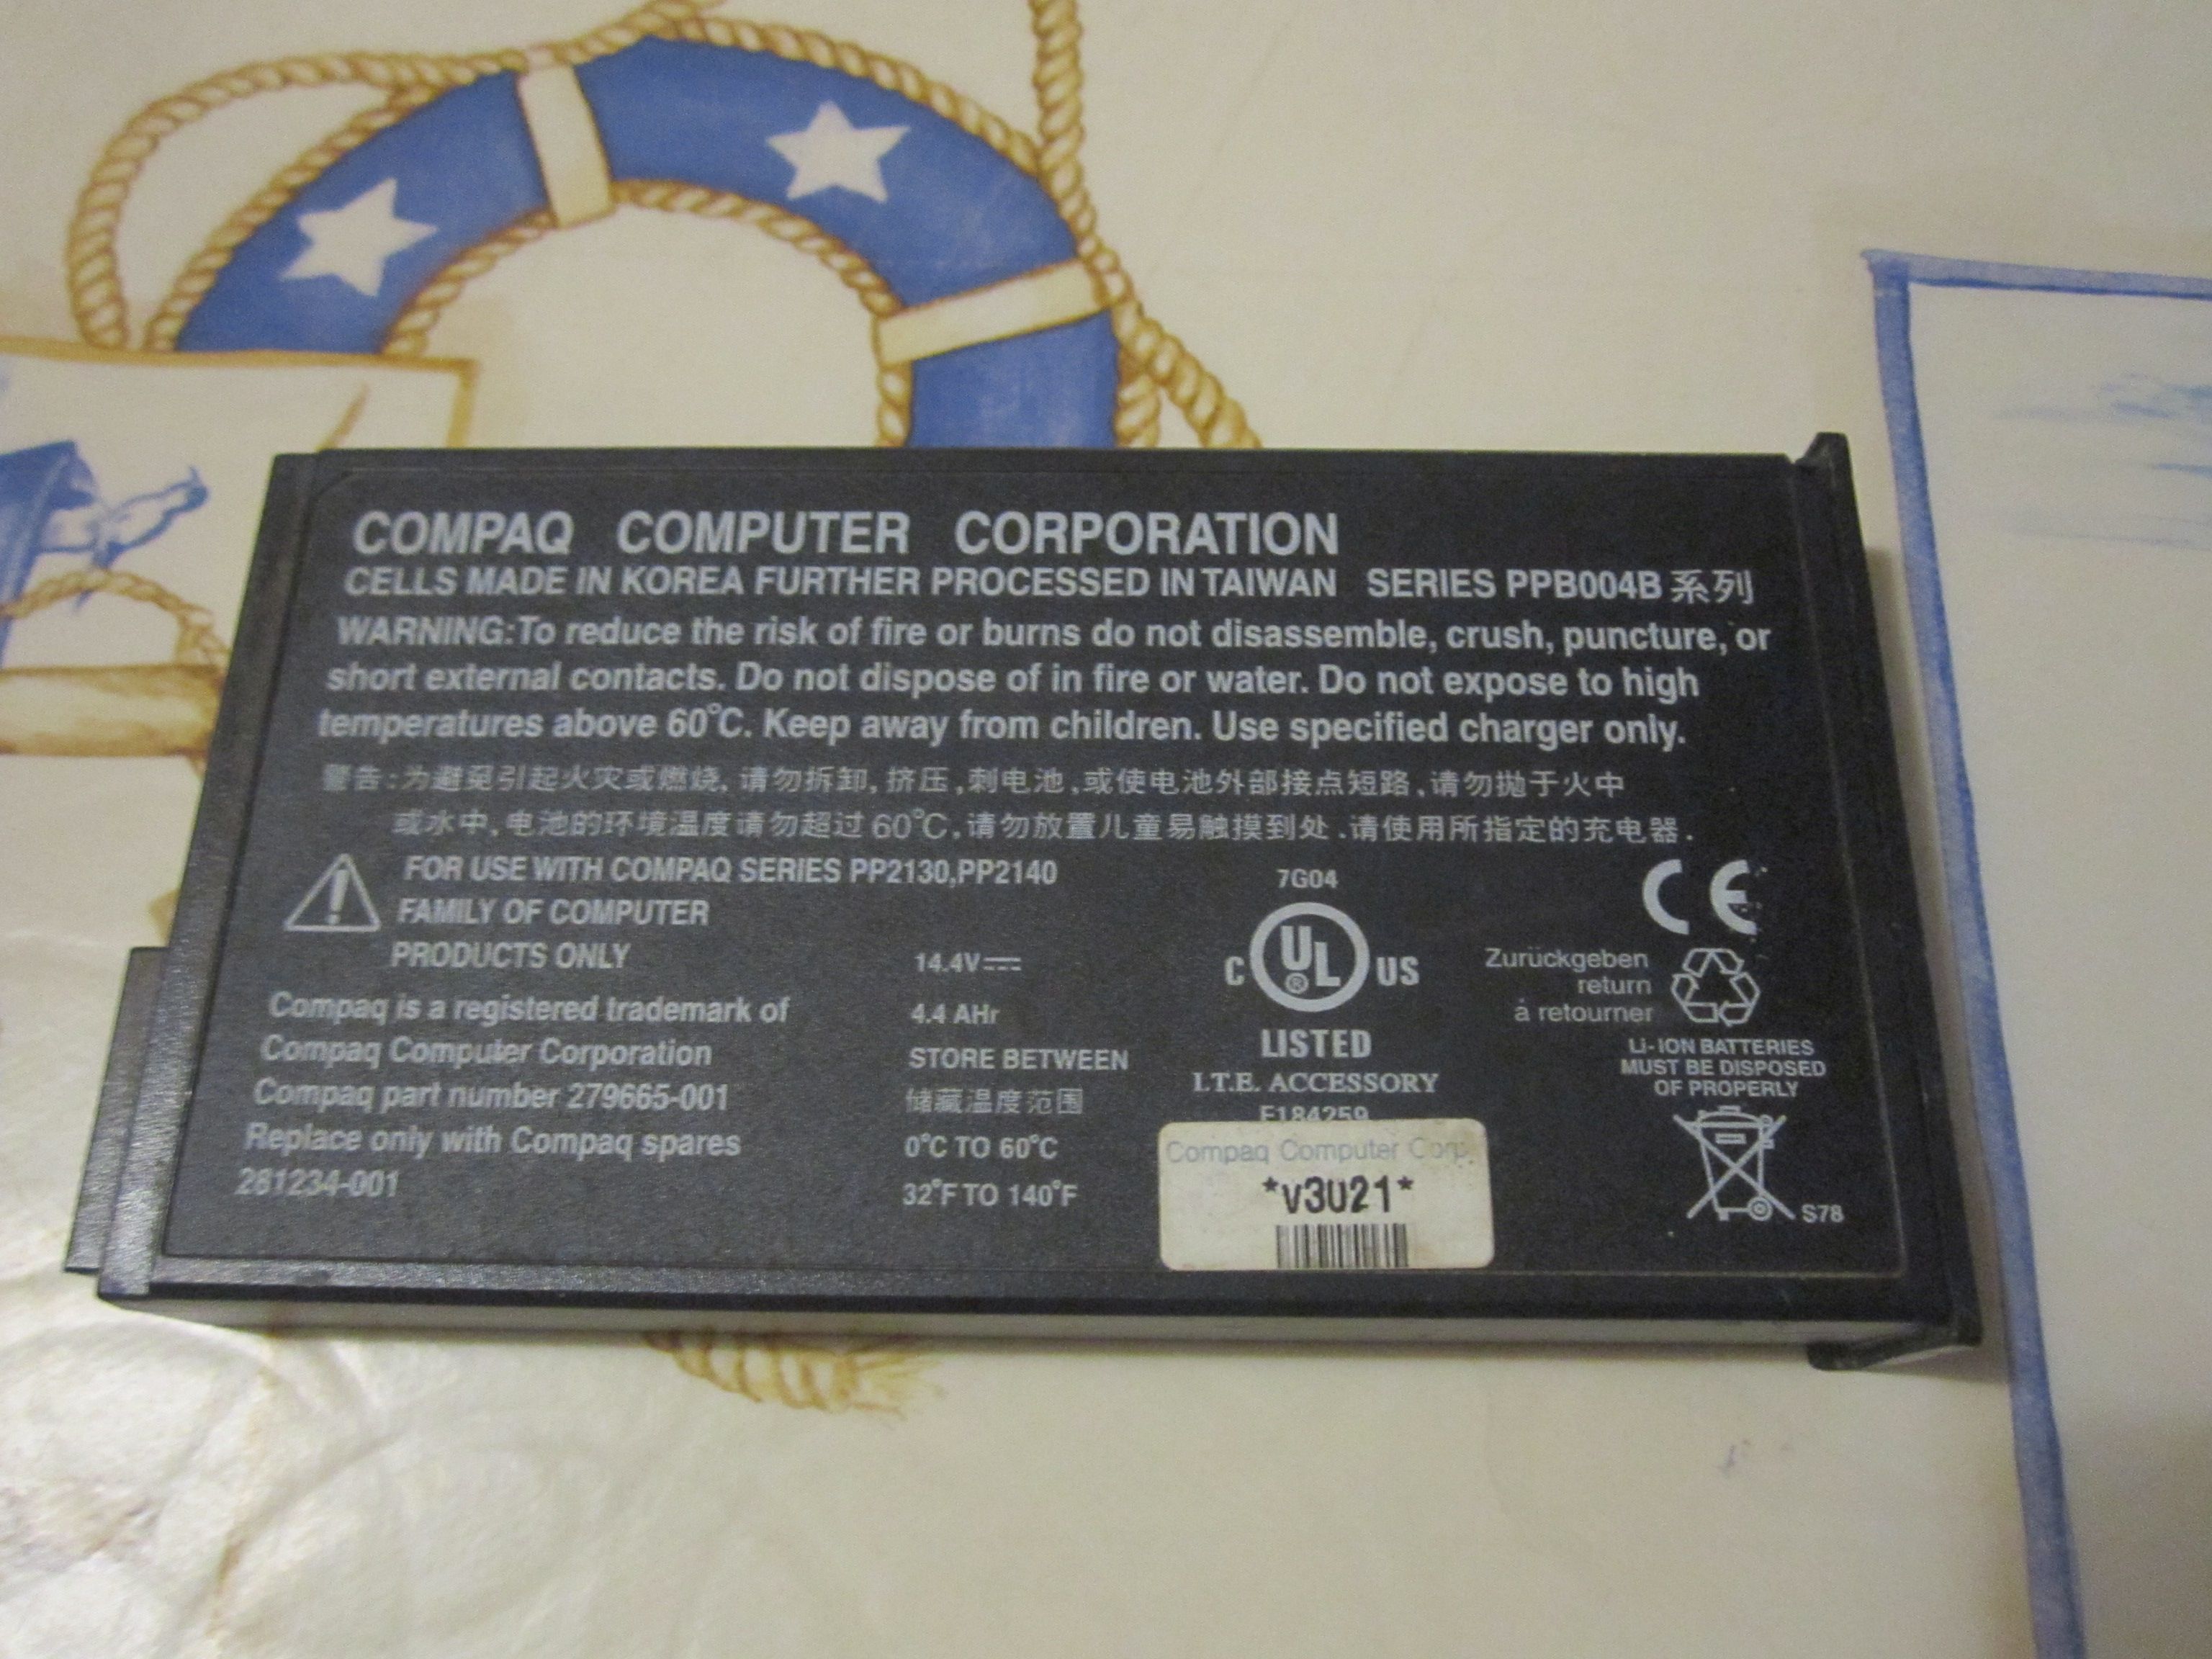 COMPAQ COMPUTER CORPORATION
CELLS MADE IN KOREA FURTHER PROCESSED IN TAIWAN SERIES PPB004B 系列
WARNING:To reduce the risk of fire or burns do not disassemble, crush, puncture, or
short external contacts. Do not dispose of in fire or water. Do not expose to high
temperatures above 60°C. Keep away from children. Use specified charger only.
警告:为避免引起火灾或燃烧,请勿拆卸,挤压,刺电池,或使电池外部接点短路,请勿抛于火中
或水中,电池的环境温度请勿超过60°C,请勿放置儿童易触摸到处.请使用所指定的充电器.
FOR USE WITH COMPAQ SERIES PP2130,PP2140
FAMILY OF COMPUTER
PRODUCTS ONLY
Compaq is a registered trademark of
Compaq Computer Corporation
Compaq part number 279665-001
Replace only with Compaq spares
281234-001
14.4V
4.4 AHr
STORE BETWEEN
储藏温度范围
0°C TO 60°C
32°F TO 140°F
7G04
C UL ® US
LISTED
I.T.E. ACCESSORY
E184259
Compaq Computer Corp.
*v3U21*
CE
Zurückgeben
return
à retourner
Li-ION BATTERIES
MUST BE DISPOSED
OF PROPERLY
S78